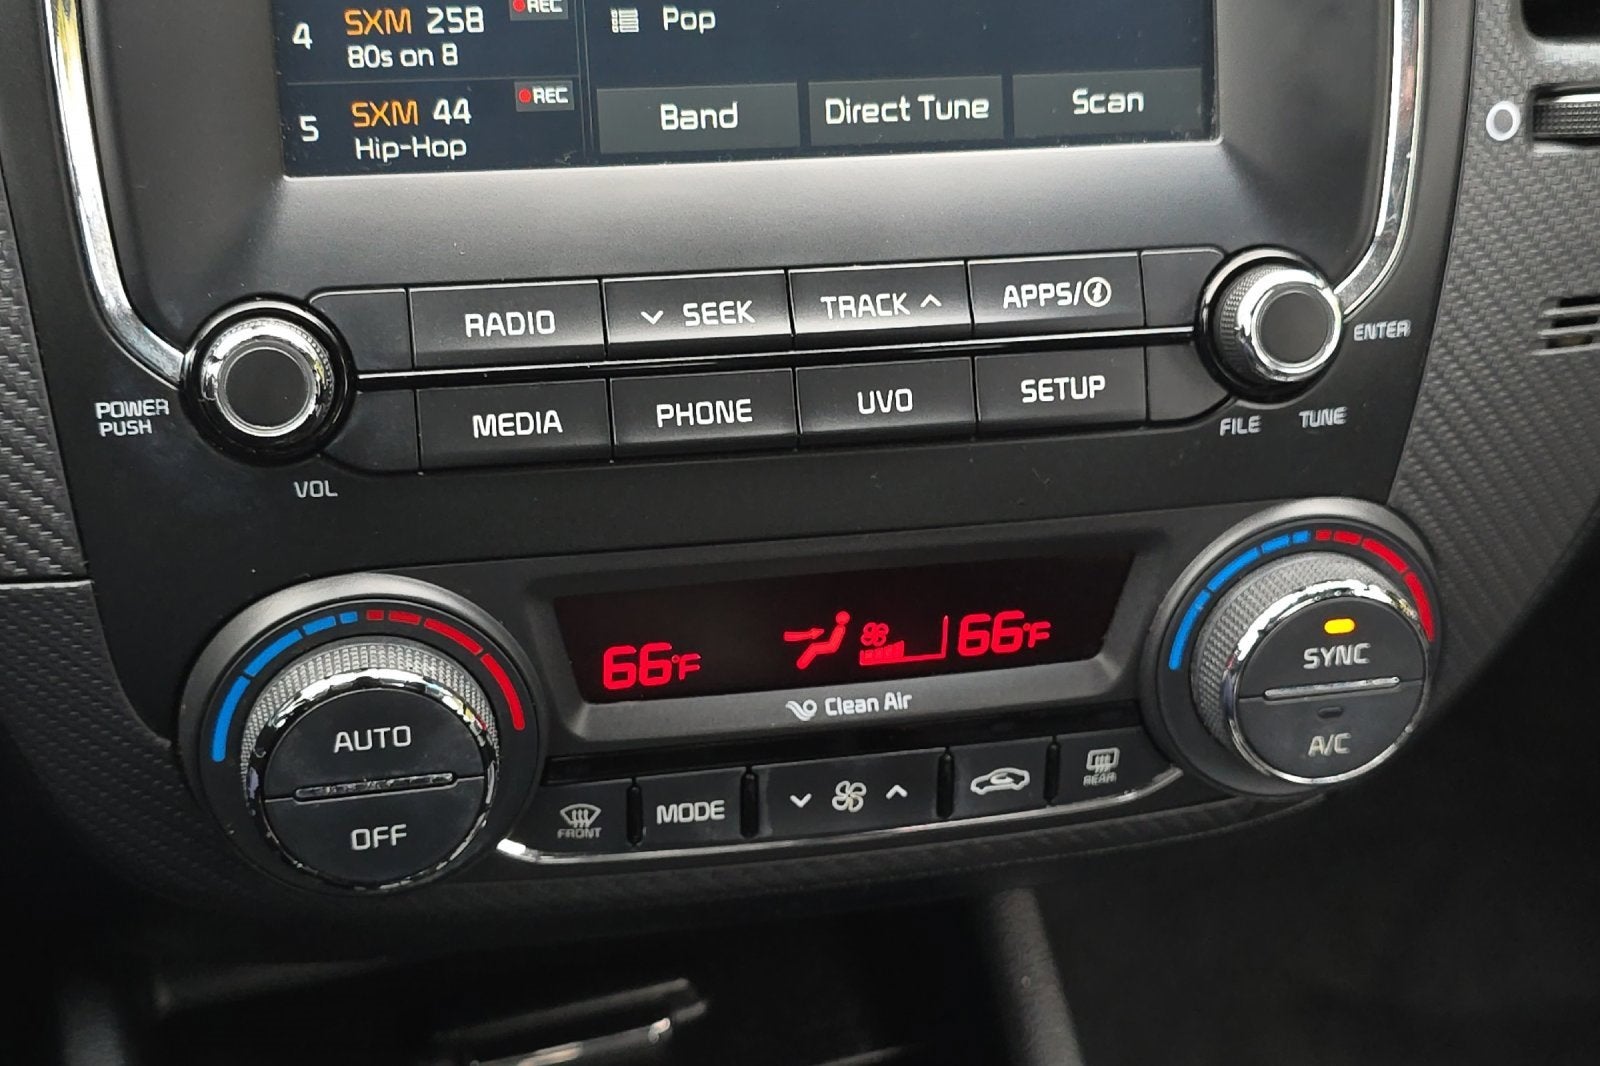 4 SXM 258 REC
80s on 8
5 SXM 44 REC
Hip-Hop
Pop
Band Direct Tune Scan
RADIO SEEK TRACK APPS/i
MEDIA PHONE UVO SETUP
POWER
PUSH
VOL
ENTER
FILE TUNE
66°F 66°F
Clean Air
AUTO
OFF
SYNC
A/C
FRONT MODE REAR